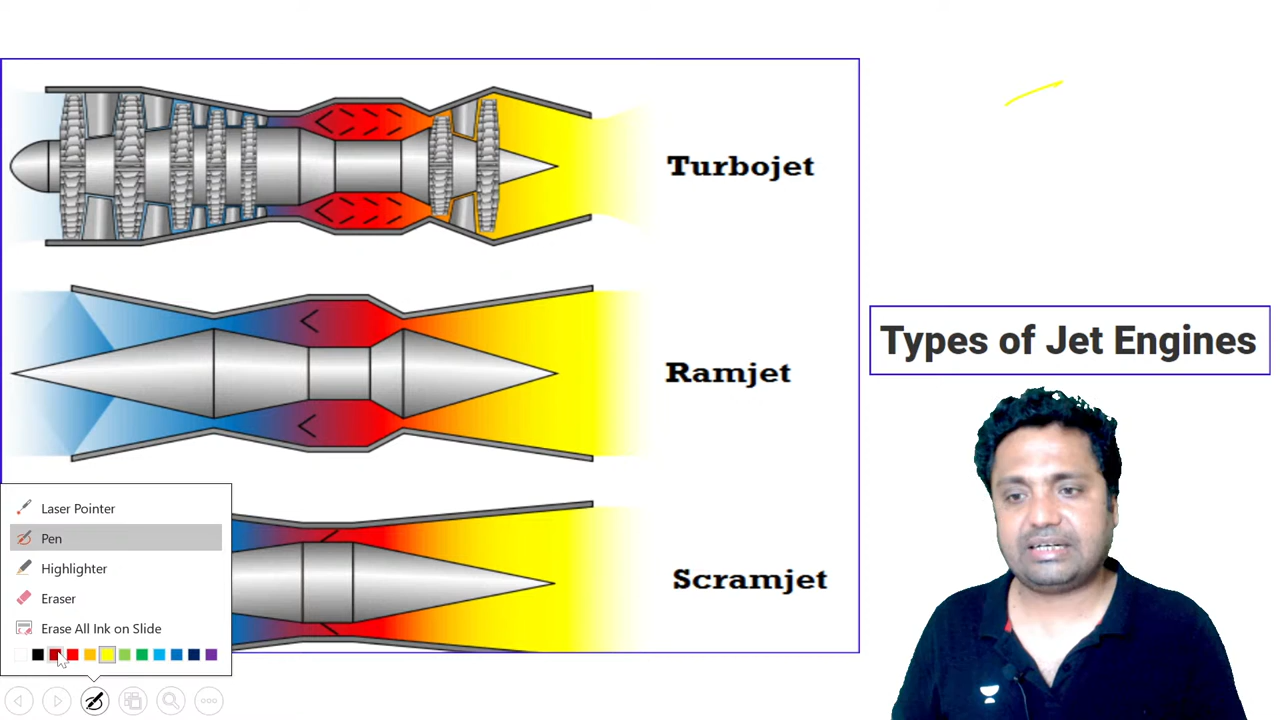 Turbojet
Types of Jet Engines
Ramjet
Laser Pointer
Pen
Highlighter
Eraser
Erase All Ink on Slide
Scramjet